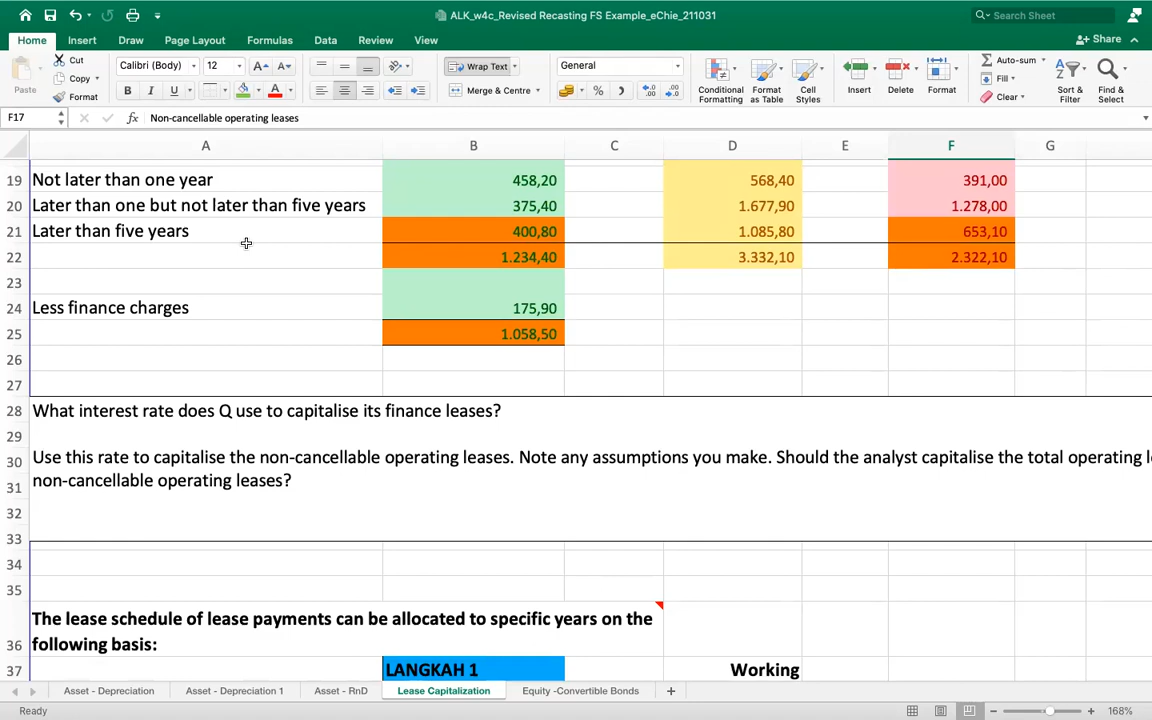 ALK_w4c_Revised Recasting FS Example_eChie_211031
Search Sheet
Home Insert Draw Page Layout Formulas Data Review View
Share
Paste
Cut
Copy
Format
Calibri (Body) 12
Wrap Text
Merge & Centre
General
Conditional Formatting
Format as Table
Cell Styles
Insert
Delete
Format
Auto-sum
Fill
Clear
Sort & Filter
Find & Select
F17 fx Non-cancellable operating leases
A B C D E F G
19 Not later than one year 458,20 568,40 391,00
20 Later than one but not later than five years 375,40 1.677,90 1.278,00
21 Later than five years 400,80 1.085,80 653,10
22 1.234,40 3.332,10 2.322,10
23
24 Less finance charges 175,90
25 1.058,50
26
27
28 What interest rate does Q use to capitalise its finance leases?
29
30 Use this rate to capitalise the non-cancellable operating leases. Note any assumptions you make. Should the analyst capitalise the total operating
31 non-cancellable operating leases?
32
33
34
35
The lease schedule of lease payments can be allocated to specific years on the
36 following basis:
37 LANGKAH 1 Working
Asset - Depreciation Asset - Depreciation 1 Asset - RnD Lease Capitalization Equity -Convertible Bonds +
Ready 168%